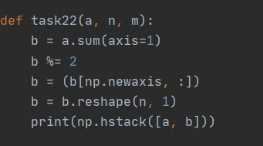 def task22(a, n, m):
    b = a.sum(axis=1)
    b %= 2
    b = (b[np.newaxis, :])
    b = b.reshape(n, 1)
    print(np.hstack([a, b]))